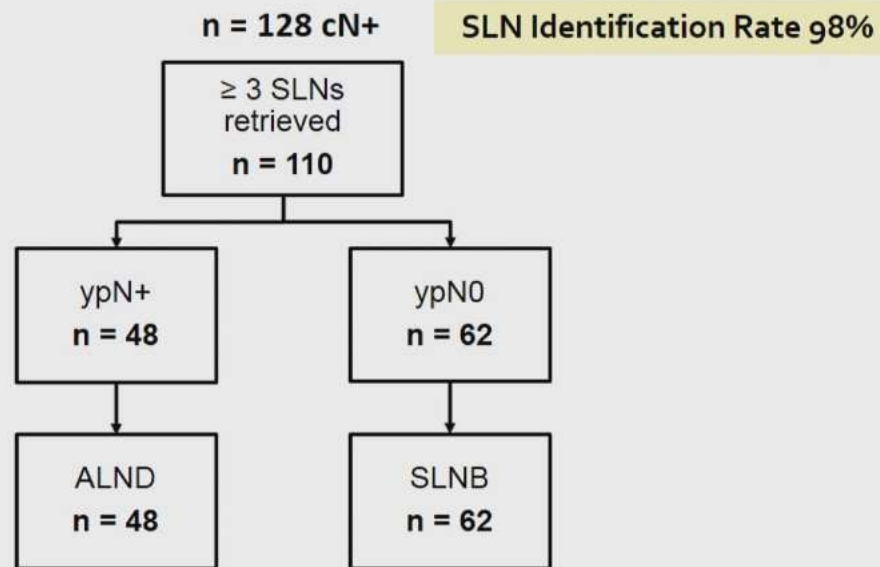 n = 128 cN+
SLN Identification Rate 98%
≥ 3 SLNs
retrieved
n = 110
ypN+
n = 48
ypN0
n = 62
ALND
n = 48
SLNB
n = 62